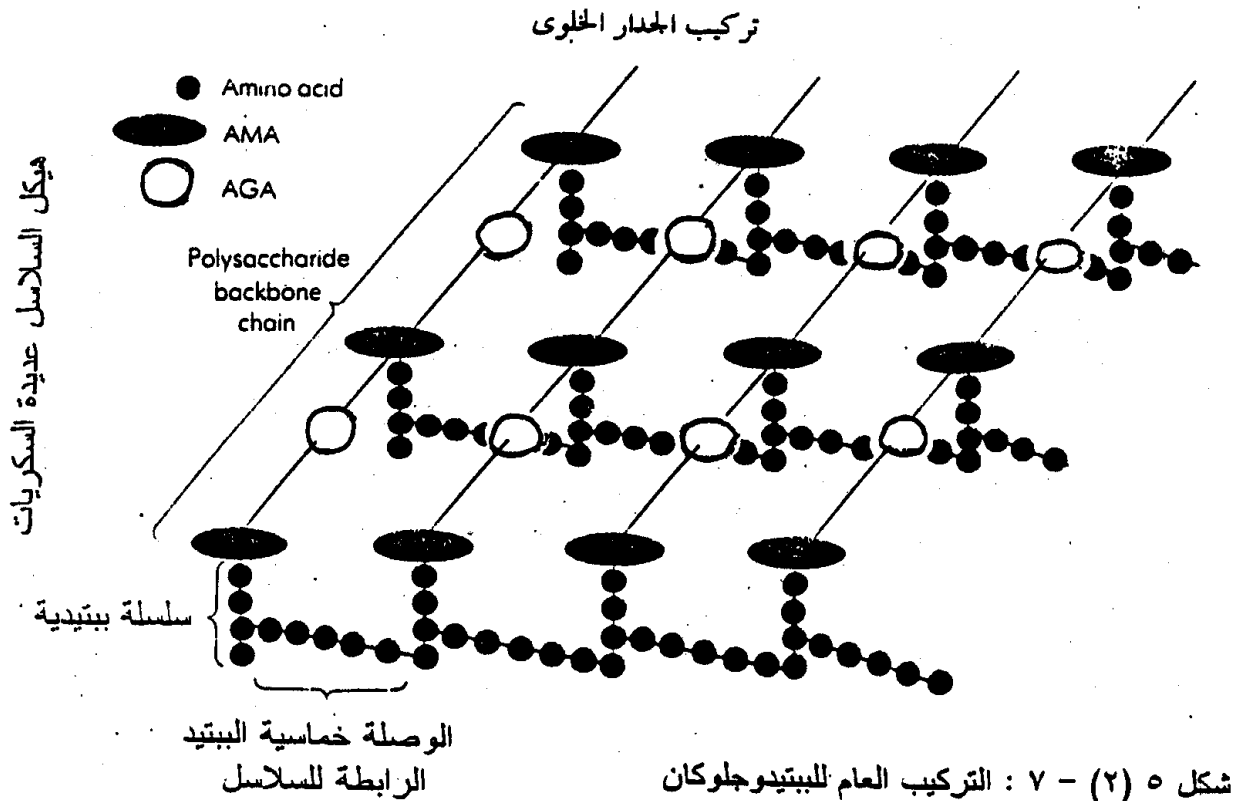 تركيب الجدار الخلوى
Amino acid
AMA
AGA
Polysaccharide
backbone
chain
هيكل السلاسل عديدة السكريات
سلسلة ببتيدية
الوصلة خماسية الببتيد
الرابطة للسلاسل
شكل ٥ (٢) - ٧ : التركيب العام للببتيدوجلوكان